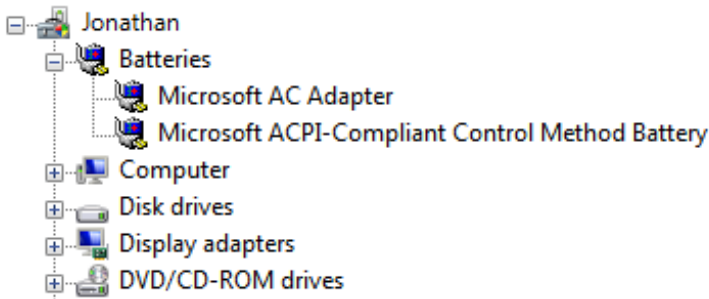 Jonathan
Batteries
Microsoft AC Adapter
Microsoft ACPI-Compliant Control Method Battery
Computer
Disk drives
Display adapters
DVD/CD-ROM drives